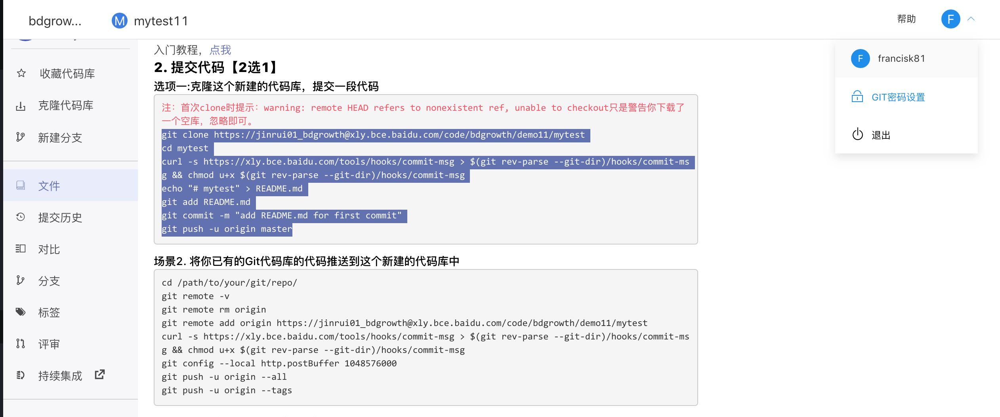 bdgrow...
M mytest11
帮助
F
F francisk81
GIT密码设置
退出
收藏代码库
克隆代码库
新建分支
文件
提交历史
对比
分支
标签
评审
持续集成
入门教程，点我
2. 提交代码【2选1】
选项一:克隆这个新建的代码库，提交一段代码
注：首次clone时提示：warning: remote HEAD refers to nonexistent ref, unable to checkout只是警告你下载了
一个空库，忽略即可。
git clone https://jinrui01_bdgrowth@xly.bce.baidu.com/code/bdgrowth/demo11/mytest
cd mytest
curl -s https://xly.bce.baidu.com/tools/hooks/commit-msg > $(git rev-parse --git-dir)/hooks/commit-ms
g && chmod u+x $(git rev-parse --git-dir)/hooks/commit-msg
echo "# mytest" > README.md
git add README.md
git commit -m "add README.md for first commit"
git push -u origin master
场景2. 将你已有的Git代码库的代码推送到这个新建的代码库中
cd /path/to/your/git/repo/
git remote -v
git remote rm origin
git remote add origin https://jinrui01_bdgrowth@xly.bce.baidu.com/code/bdgrowth/demo11/mytest
curl -s https://xly.bce.baidu.com/tools/hooks/commit-msg > $(git rev-parse --git-dir)/hooks/commit-ms
g && chmod u+x $(git rev-parse --git-dir)/hooks/commit-msg
git config --local http.postBuffer 1048576000
git push -u origin --all
git push -u origin --tags